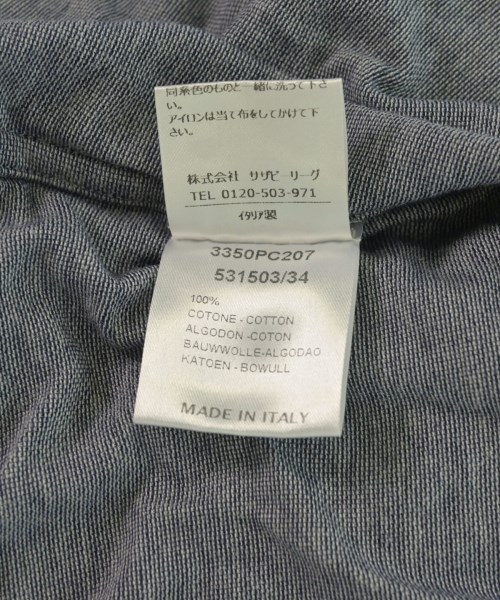 同系色のものと一緒に洗って下さ
い。
アイロンは当て布をしてかけて下
さい。
株式会社 リザビーリーグ
TEL 0120-503-971
イタリア製
3350PC207
531503/34
100%
COTONE - COTTON
ALGODON - COTON
BAUWWOLLE-ALGODAO
KATOEN - BOWULL
MADE IN ITALY